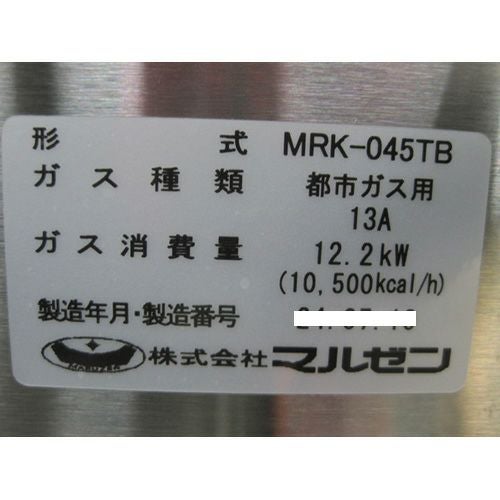 形 式 MRK-045TB
ガス種類 都市ガス用
13A
ガス消費量 12.2kW
(10,500kcal/h)
製造年月・製造番号
MARUZEN 株式会社 マルゼン